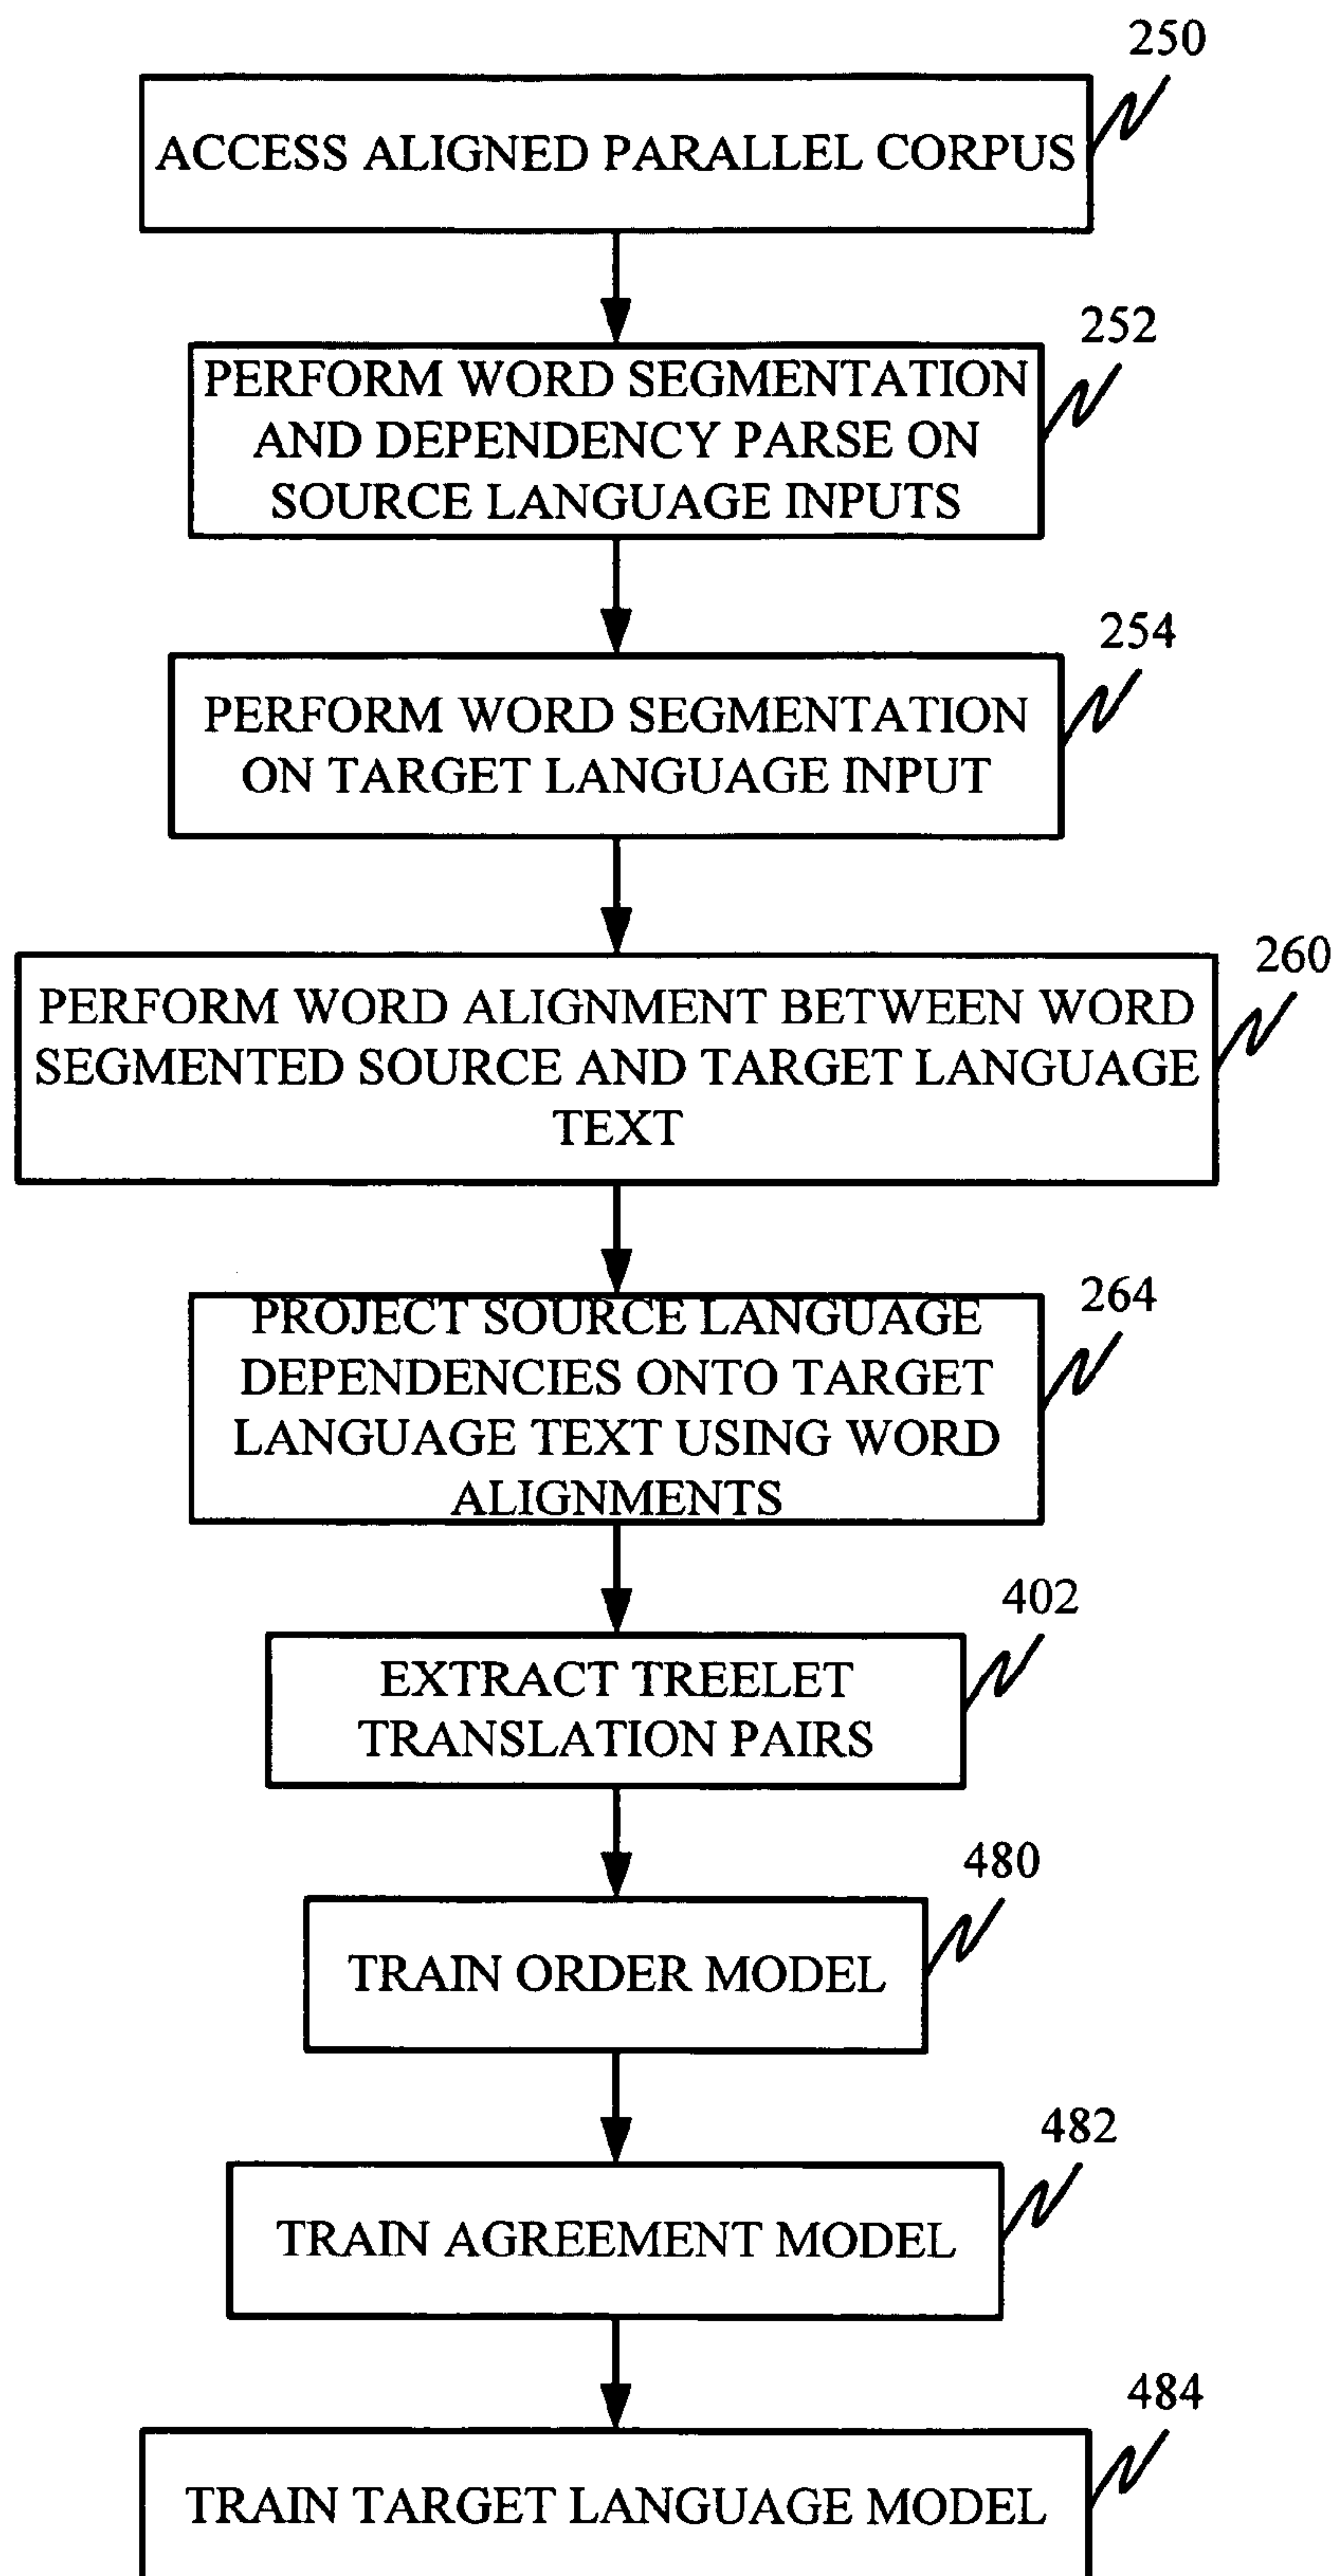 250
ACCESS ALIGNED PARALLEL CORPUS
252
PERFORM WORD SEGMENTATION
AND DEPENDENCY PARSE ON
SOURCE LANGUAGE INPUTS
254
PERFORM WORD SEGMENTATION
ON TARGET LANGUAGE INPUT
260
PERFORM WORD ALIGNMENT BETWEEN WORD
SEGMENTED SOURCE AND TARGET LANGUAGE
TEXT
264
PROJECT SOURCE LANGUAGE
DEPENDENCIES ONTO TARGET
LANGUAGE TEXT USING WORD
ALIGNMENTS
402
EXTRACT TREELET
TRANSLATION PAIRS
480
TRAIN ORDER MODEL
482
TRAIN AGREEMENT MODEL
484
TRAIN TARGET LANGUAGE MODEL